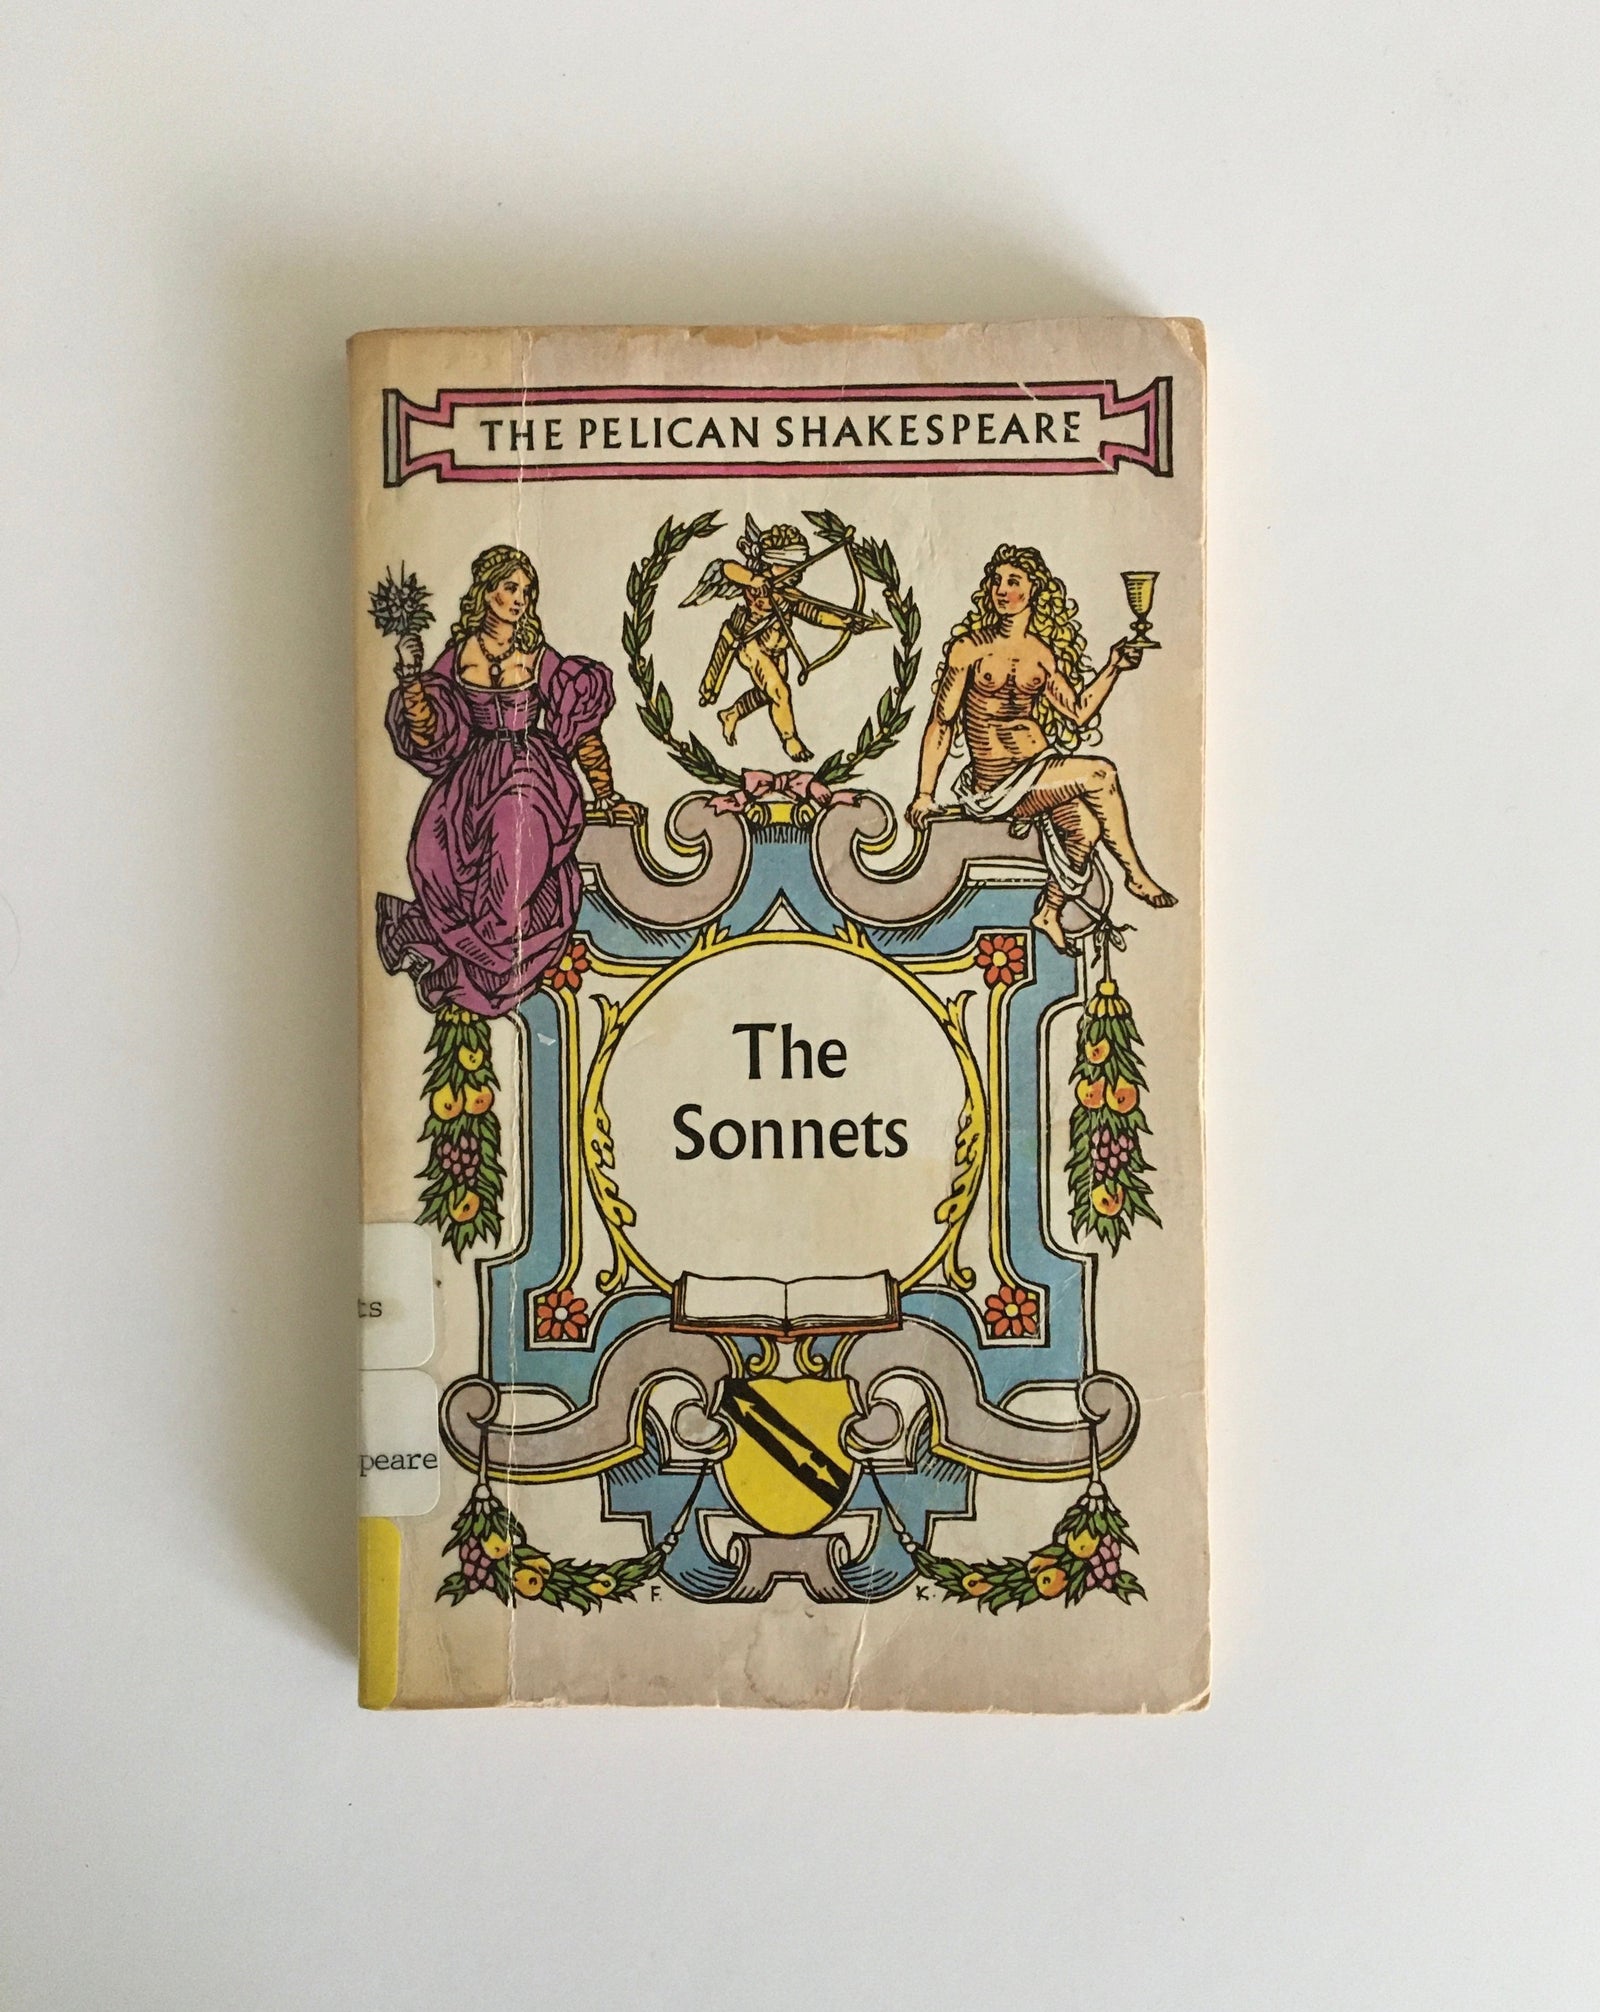 THE PELICAN SHAKESPEARE
The
Sonnets
ts
peare
F. K.